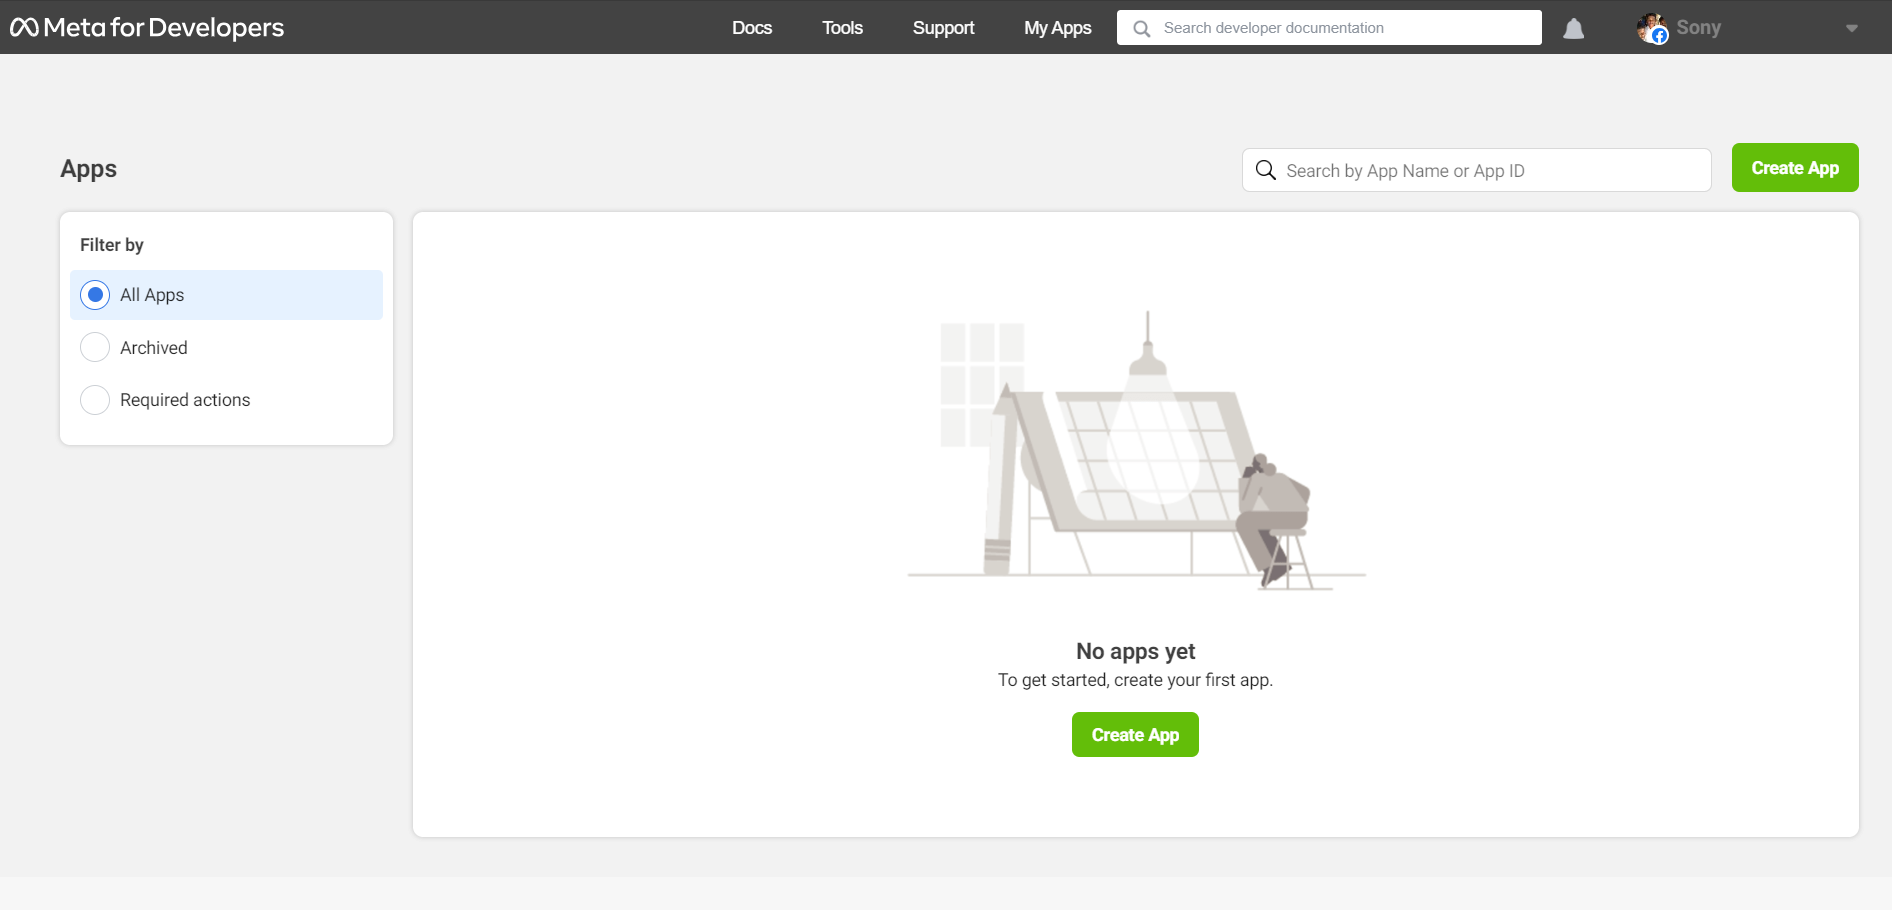 Meta for Developers
Docs
Tools
Support
My Apps
Search developer documentation
Sony
Apps
Search by App Name or App ID
Create App
Filter by
All Apps
Archived
Required actions
No apps yet
To get started, create your first app.
Create App